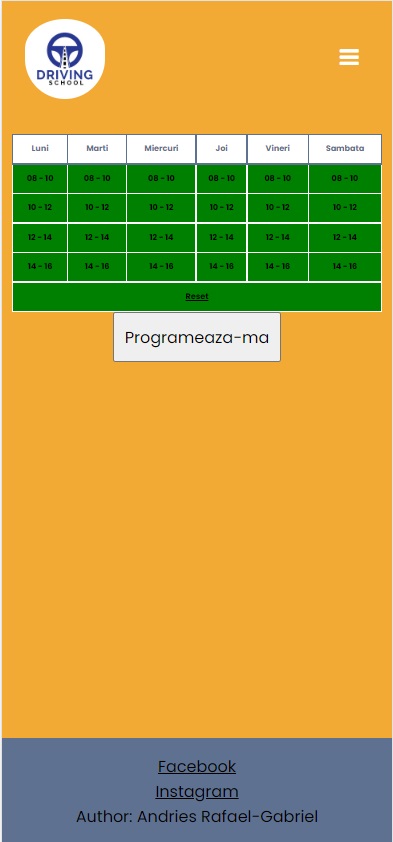 DRIVING
SCHOOL
Luni Marti Miercuri Joi Vineri Sambata
08 - 10 08 - 10 08 - 10 08 - 10 08 - 10 08 - 10
10 - 12 10 - 12 10 - 12 10 - 12 10 - 12 10 - 12
12 - 14 12 - 14 12 - 14 12 - 14 12 - 14 12 - 14
14 - 16 14 - 16 14 - 16 14 - 16 14 - 16 14 - 16
Reset
Programeaza-ma
Facebook
Instagram
Author: Andries Rafael-Gabriel